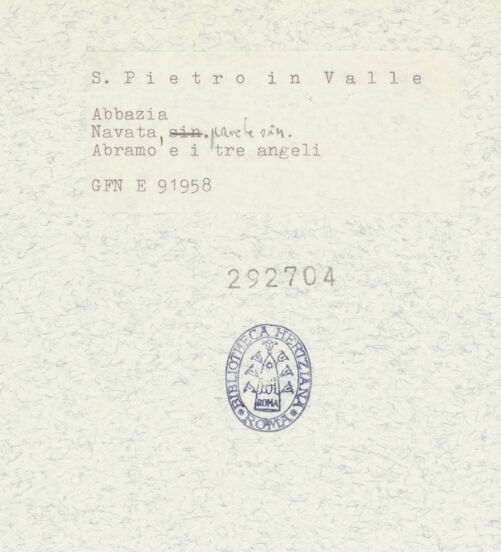 S. Pietro in Valle
Abbazia
Navata, sin. parete sin.
Abramo e i tre angeli
GFN E 91958
292704
BIBLIOTHECA HERTZIANA
ROMA
* ROMA *